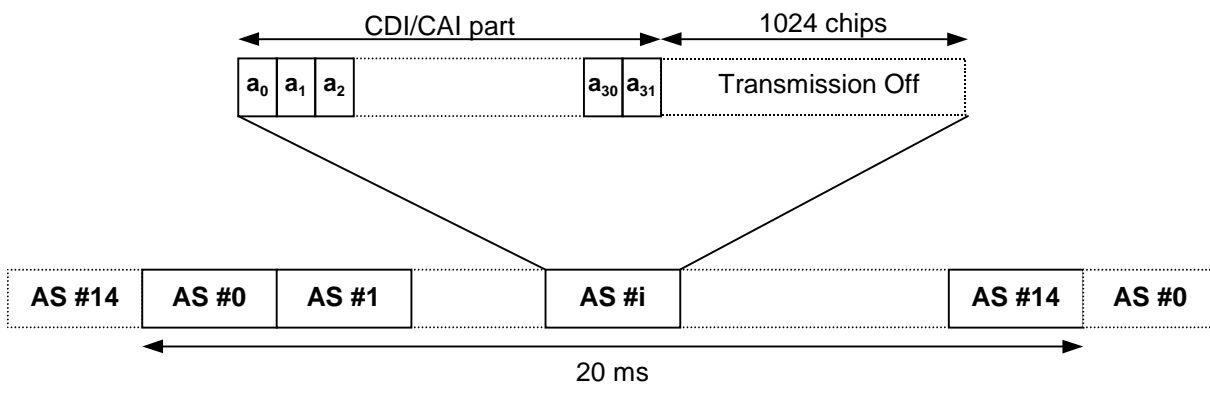 CDI/CAI part 1024 chips
a0 a1 a2 a30 a31 Transmission Off
AS #14 AS #0 AS #1 AS #i AS #14 AS #0
20 ms